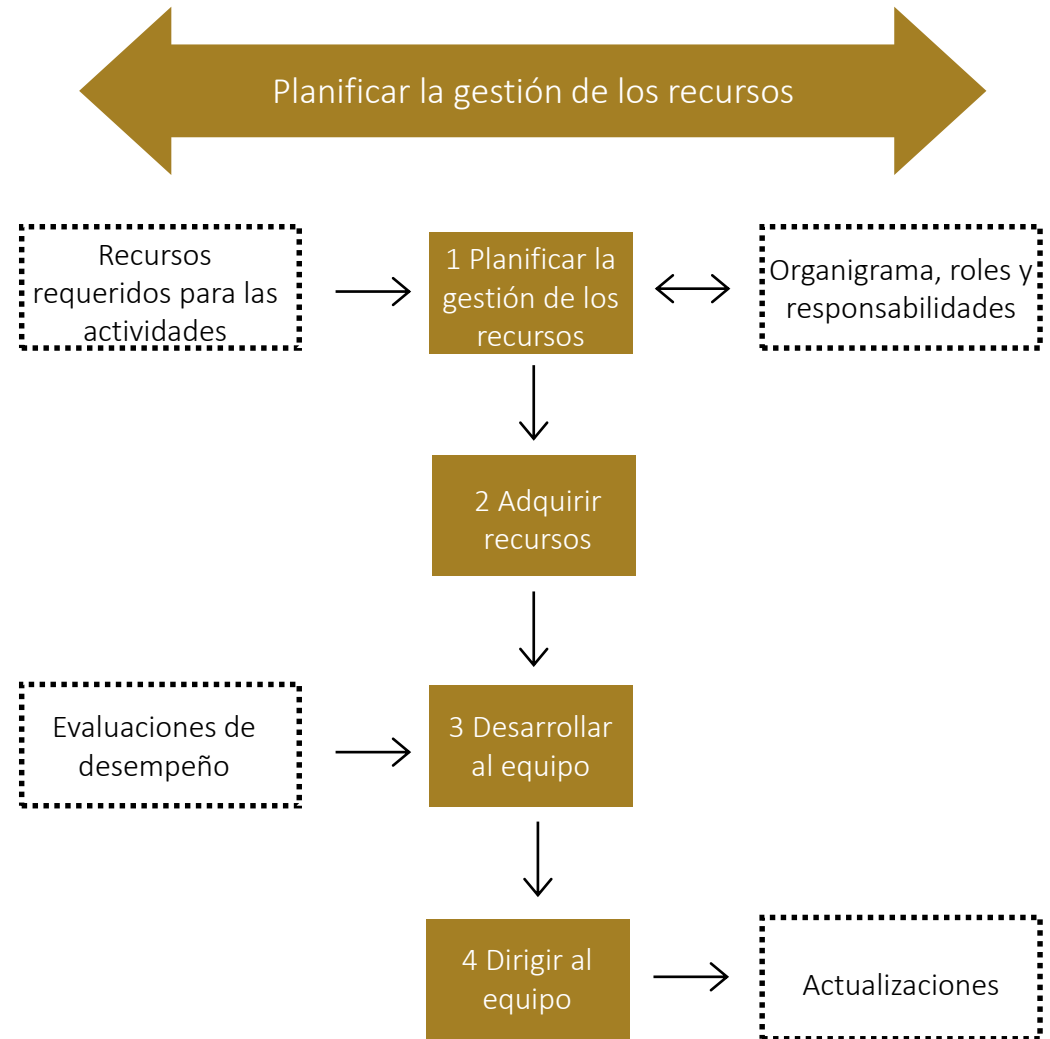 Planificar la gestión de los recursos
Recursos
requeridos para las
actividades
1 Planificar la
gestión de los
recursos
Organigrama, roles y
responsabilidades
2 Adquirir
recursos
Evaluaciones de
desempeño
3 Desarrollar
al equipo
4 Dirigir al
equipo
Actualizaciones